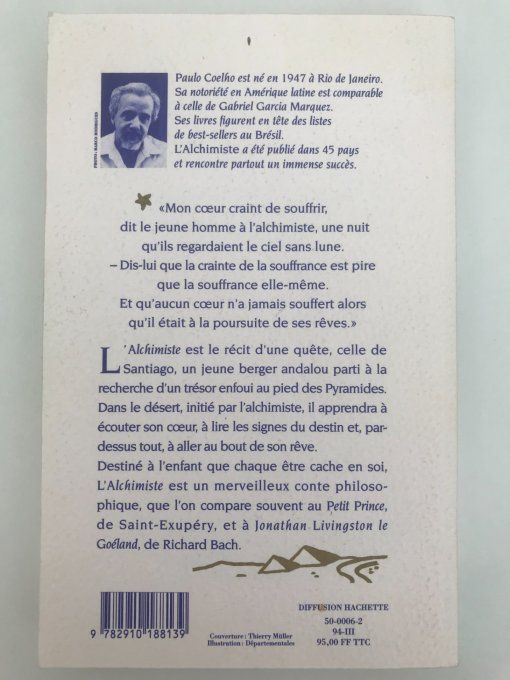 Paulo Coelho est né en 1947 à Rio de Janeiro.
Sa notoriété en Amérique latine est comparable
à celle de Gabriel Garcia Marquez.
Ses livres figurent en tête des listes
de best-sellers au Brésil.
L'Alchimiste a été publié dans 45 pays
et rencontre partout un immense succès.
PHOTO : MARCO RODRIGUES
«Mon cœur craint de souffrir,
dit le jeune homme à l'alchimiste, une nuit
qu'ils regardaient le ciel sans lune.
– Dis-lui que la crainte de la souffrance est pire
que la souffrance elle-même.
Et qu'aucun cœur n'a jamais souffert alors
qu'il était à la poursuite de ses rêves.»
L'Alchimiste est le récit d'une quête, celle de
Santiago, un jeune berger andalou parti à la
recherche d'un trésor enfoui au pied des Pyramides.
Dans le désert, initié par l'alchimiste, il apprendra à
écouter son cœur, à lire les signes du destin et, par-
dessus tout, à aller au bout de son rêve.
Destiné à l'enfant que chaque être cache en soi,
L'Alchimiste est un merveilleux conte philoso-
phique, que l'on compare souvent au Petit Prince,
de Saint-Exupéry, et à Jonathan Livingston le
Goéland, de Richard Bach.
9 782910 188139
Couverture : Thierry Müller
Illustration : Départementales
DIFFUSION HACHETTE
50-0006-2
94-III
95,00 FF TTC